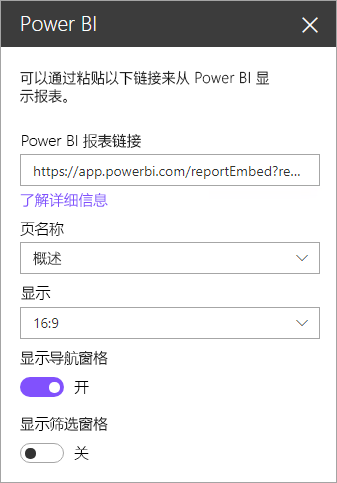 Power BI
可以通过粘贴以下链接来从 Power BI 显
示报表。
Power BI 报表链接
https://app.powerbi.com/reportEmbed?re...
了解详细信息
页名称
概述
显示
16:9
显示导航窗格
开
显示筛选窗格
关